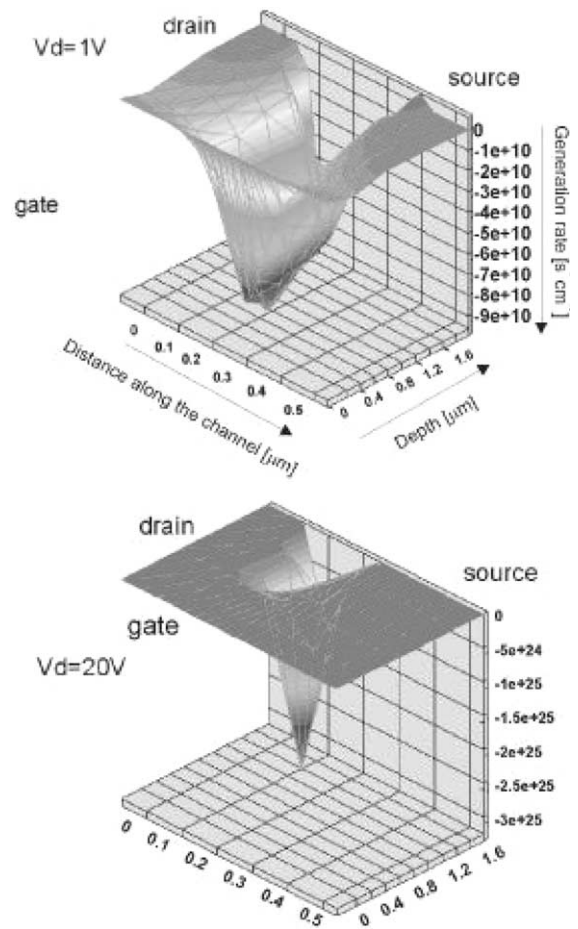 drain
Vd=1V
source
gate
0
-1e+10
-2e+10
-3e+10
-4e+10
-5e+10
-6e+10
-7e+10
-8e+10
-9e+10
Generation rate [s cm ]
0 0.1 0.2 0.3 0.4 0.5
Distance along the channel [μm]
0 0.4 0.8 1.2 1.6
Depth [μm]
drain
source
gate
Vd=20V
0
-5e+24
-1e+25
-1.5e+25
-2e+25
-2.5e+25
-3e+25
0 0.1 0.2 0.3 0.4 0.5
0 0.4 0.8 1.2 1.6